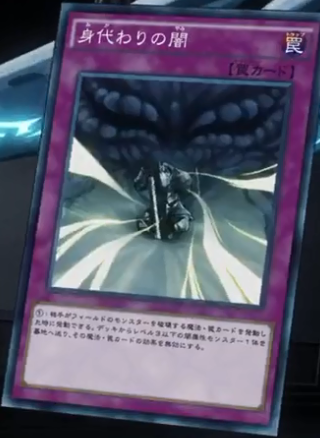 身代わりの闇
罠
【罠カード】
①：相手がフィールドのモンスターを破壊する魔法・罠カードを発動し
た時に発動できる。デッキからレベル３以下の闇属性モンスター１体を
墓地へ送り、その魔法・罠カードの効果を無効にする。